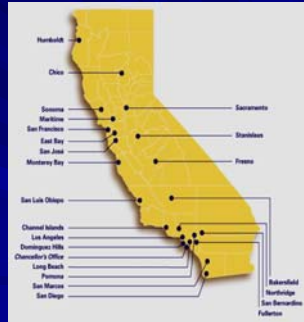 Humboldt
Chico
Sonoma
Maritime
San Francisco
East Bay
San José
Monterey Bay
San Luis Obispo
Channel Islands
Los Angeles
Dominguez Hills
Chancellor's Office
Long Beach
Pomona
San Marcos
San Diego
Sacramento
Stanislaus
Fresno
Bakersfield
Northridge
San Bernardino
Fullerton